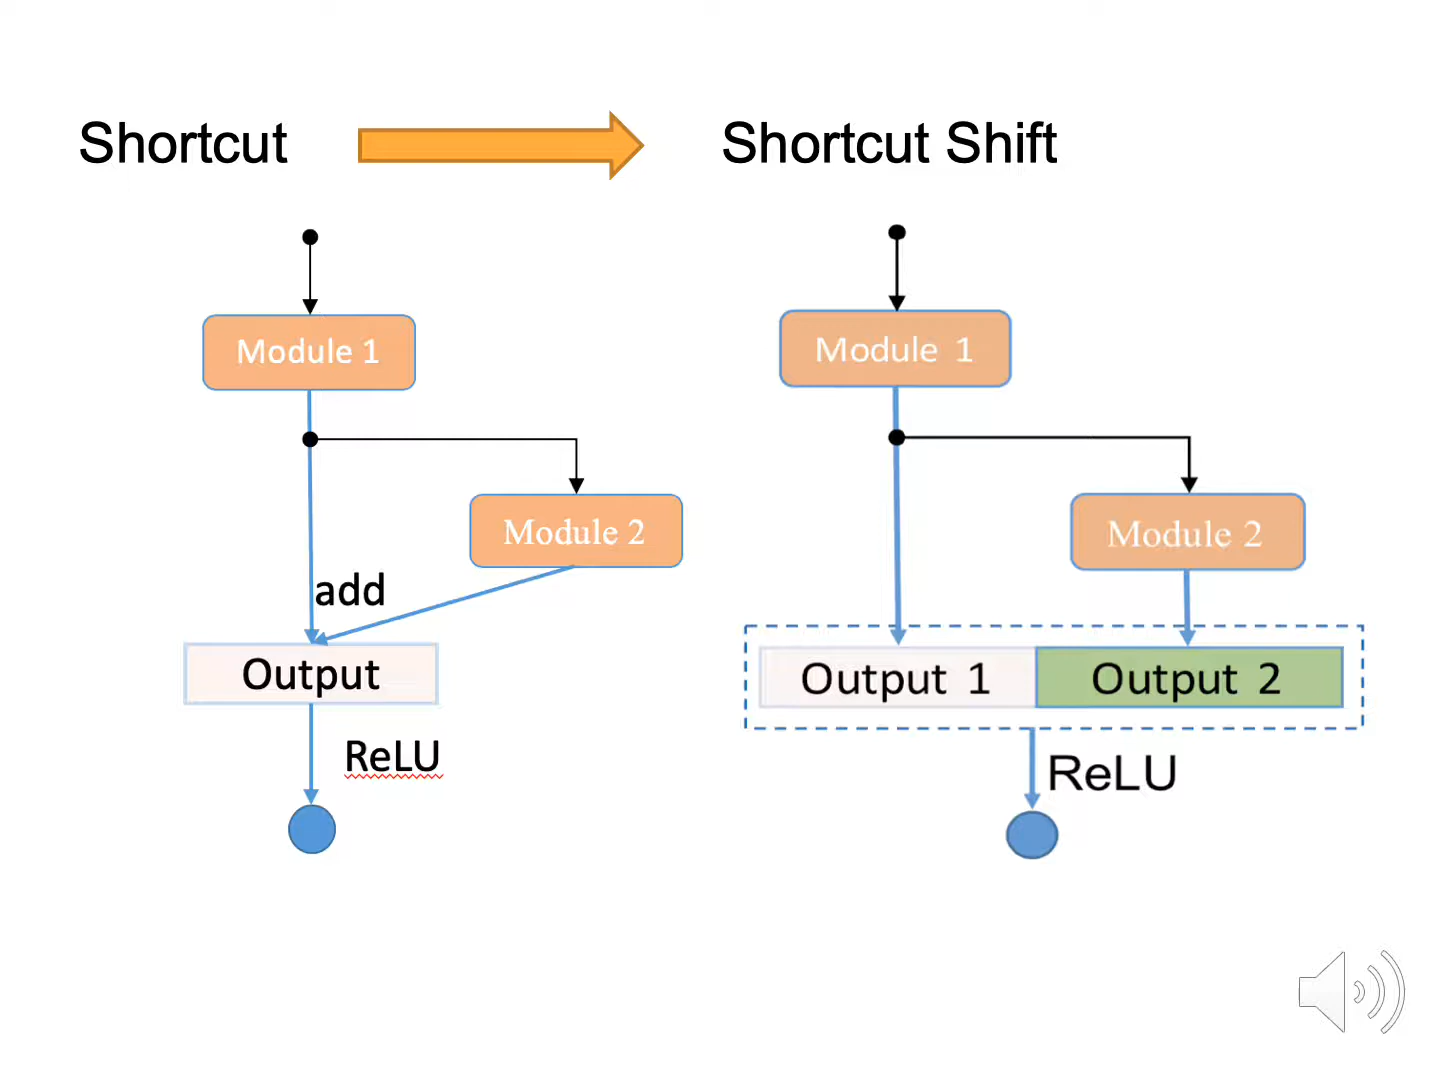 Shortcut
Shortcut Shift
Module 1
Module 2
add
Output
ReLU
Module 1
Module 2
Output 1
Output 2
ReLU